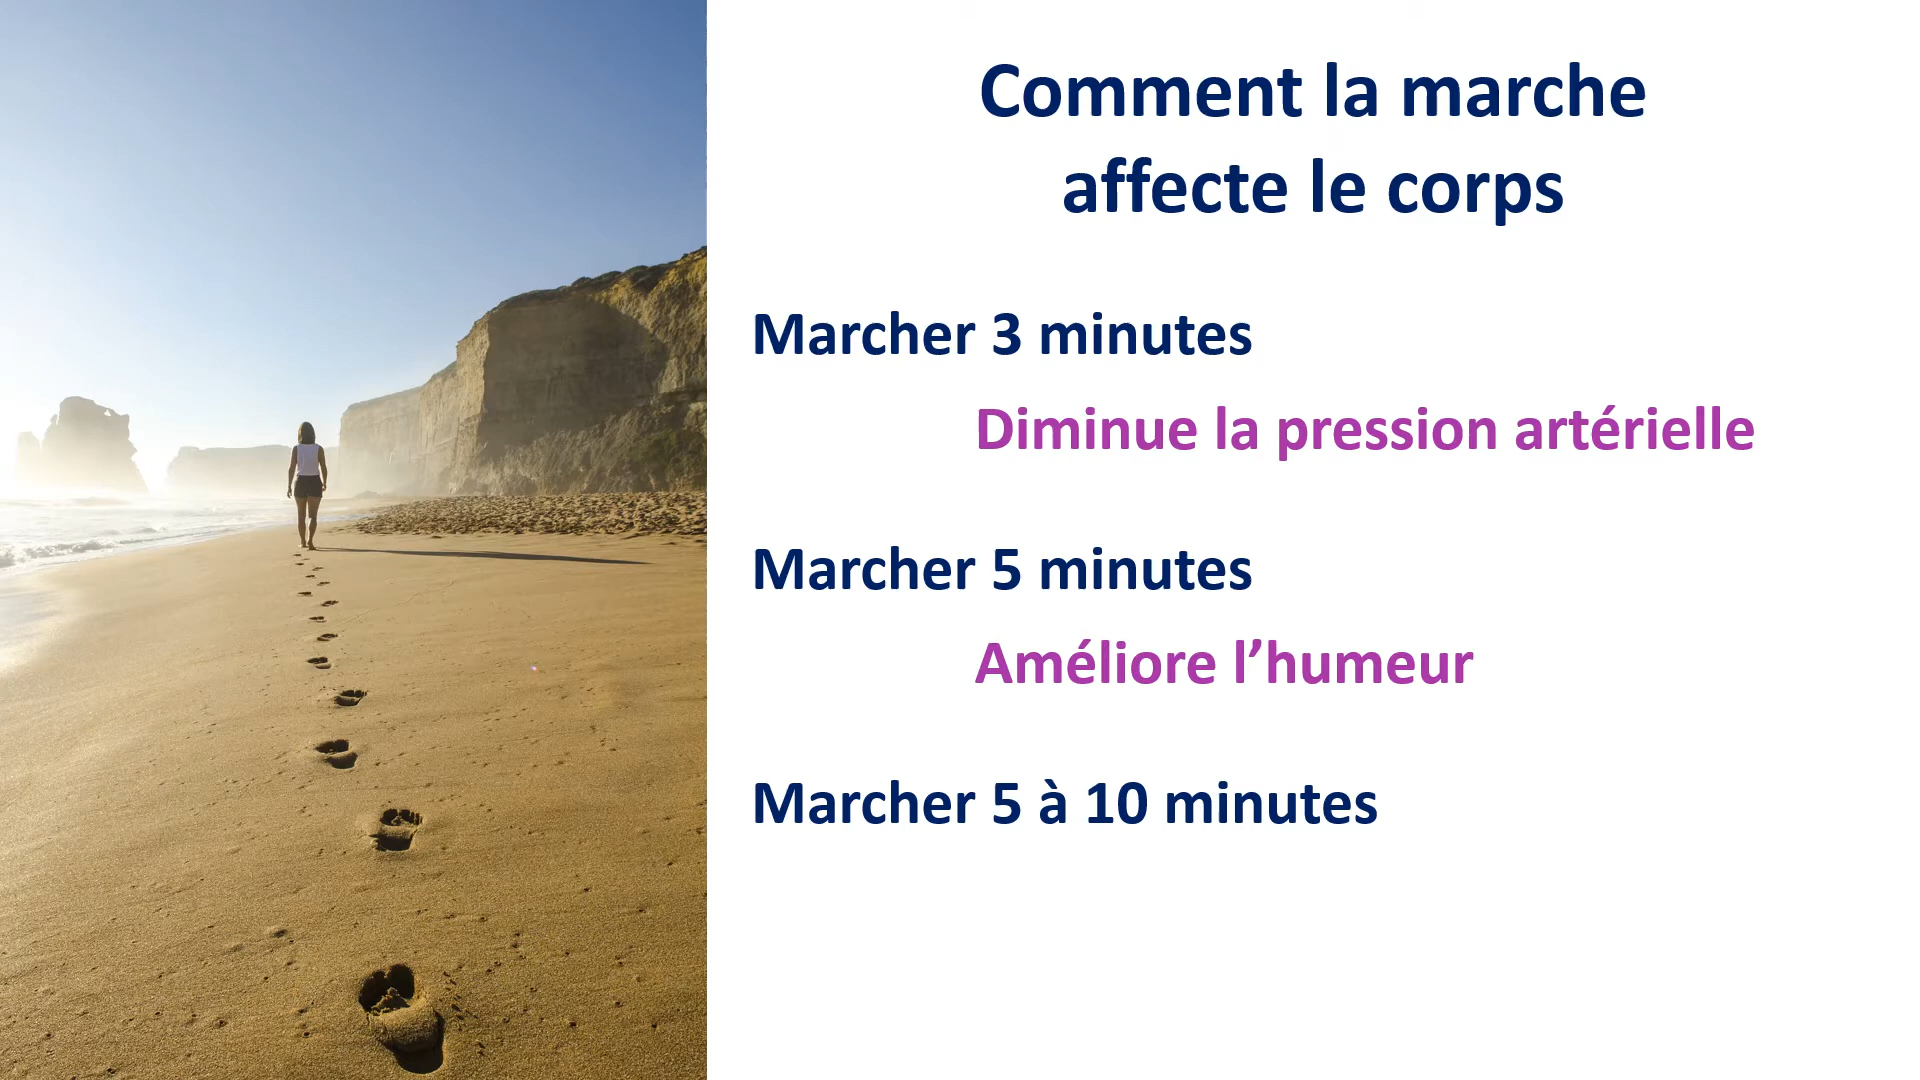 Comment la marche
affecte le corps
Marcher 3 minutes
Diminue la pression artérielle
Marcher 5 minutes
Améliore l’humeur
Marcher 5 à 10 minutes